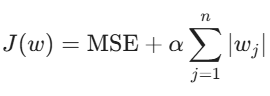 J(w) = MSE + α ∑_{j=1}^{n} |w_j|